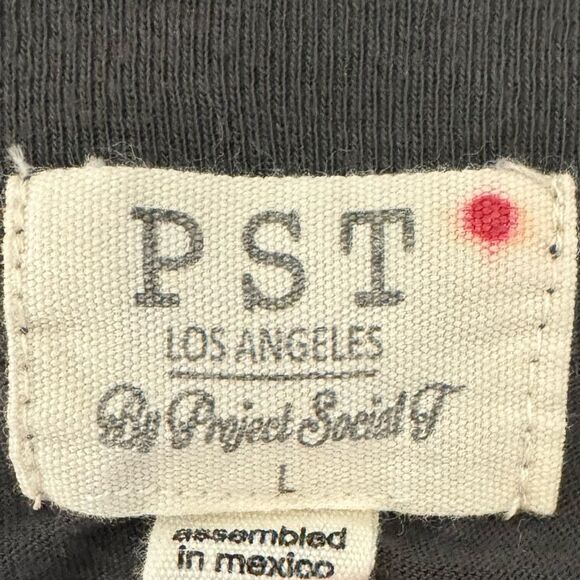 PST
LOS ANGELES
By Project Social T
L
assembled
in mexico